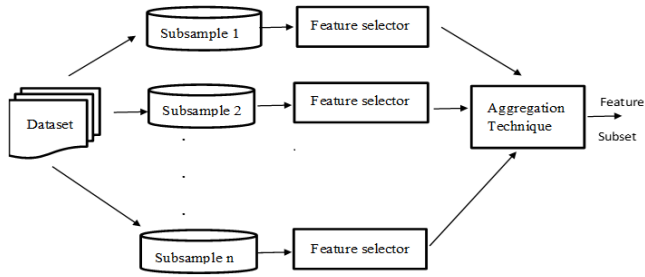 Subsample 1
Feature selector
Dataset
Subsample 2
Feature selector
Aggregation
Technique
Feature
Subset
Subsample n
Feature selector